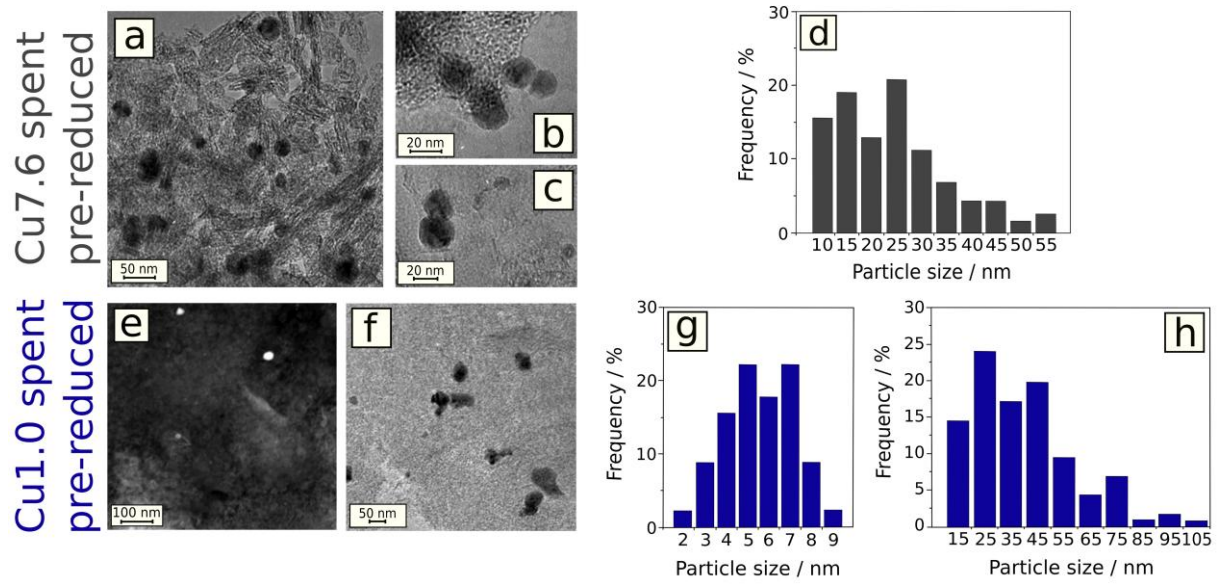 Cu7.6 spent
pre-reduced
a
50 nm
b
20 nm
c
20 nm
d
Frequency / %
30
20
10
0
10 15 20 25 30 35 40 45 50 55
Particle size / nm
Cu1.0 spent
pre-reduced
e
100 nm
f
50 nm
g
Frequency / %
30
20
10
0
2 3 4 5 6 7 8 9
Particle size / nm
h
Frequency / %
30
25
20
15
10
5
0
15 25 35 45 55 65 75 85 95 105
Particle size / nm